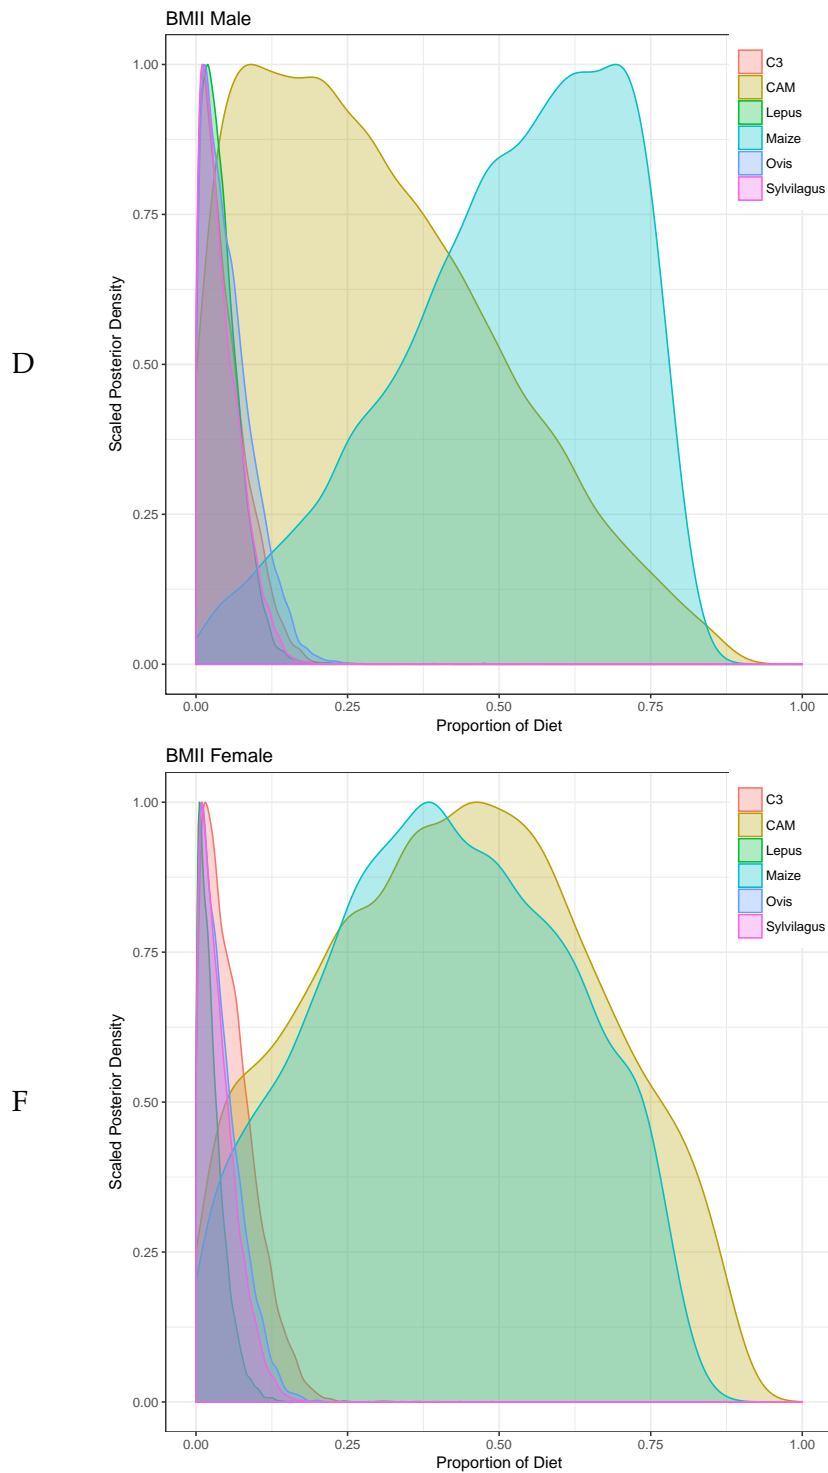 BMII Male
C3
CAM
Lepus
Maize
Ovis
Sylvilagus
1.00
0.75
0.50
0.25
0.00
Scaled Posterior Density
D
0.00 0.25 0.50 0.75 1.00
Proportion of Diet
BMII Female
C3
CAM
Lepus
Maize
Ovis
Sylvilagus
1.00
0.75
0.50
0.25
0.00
Scaled Posterior Density
F
0.00 0.25 0.50 0.75 1.00
Proportion of Diet